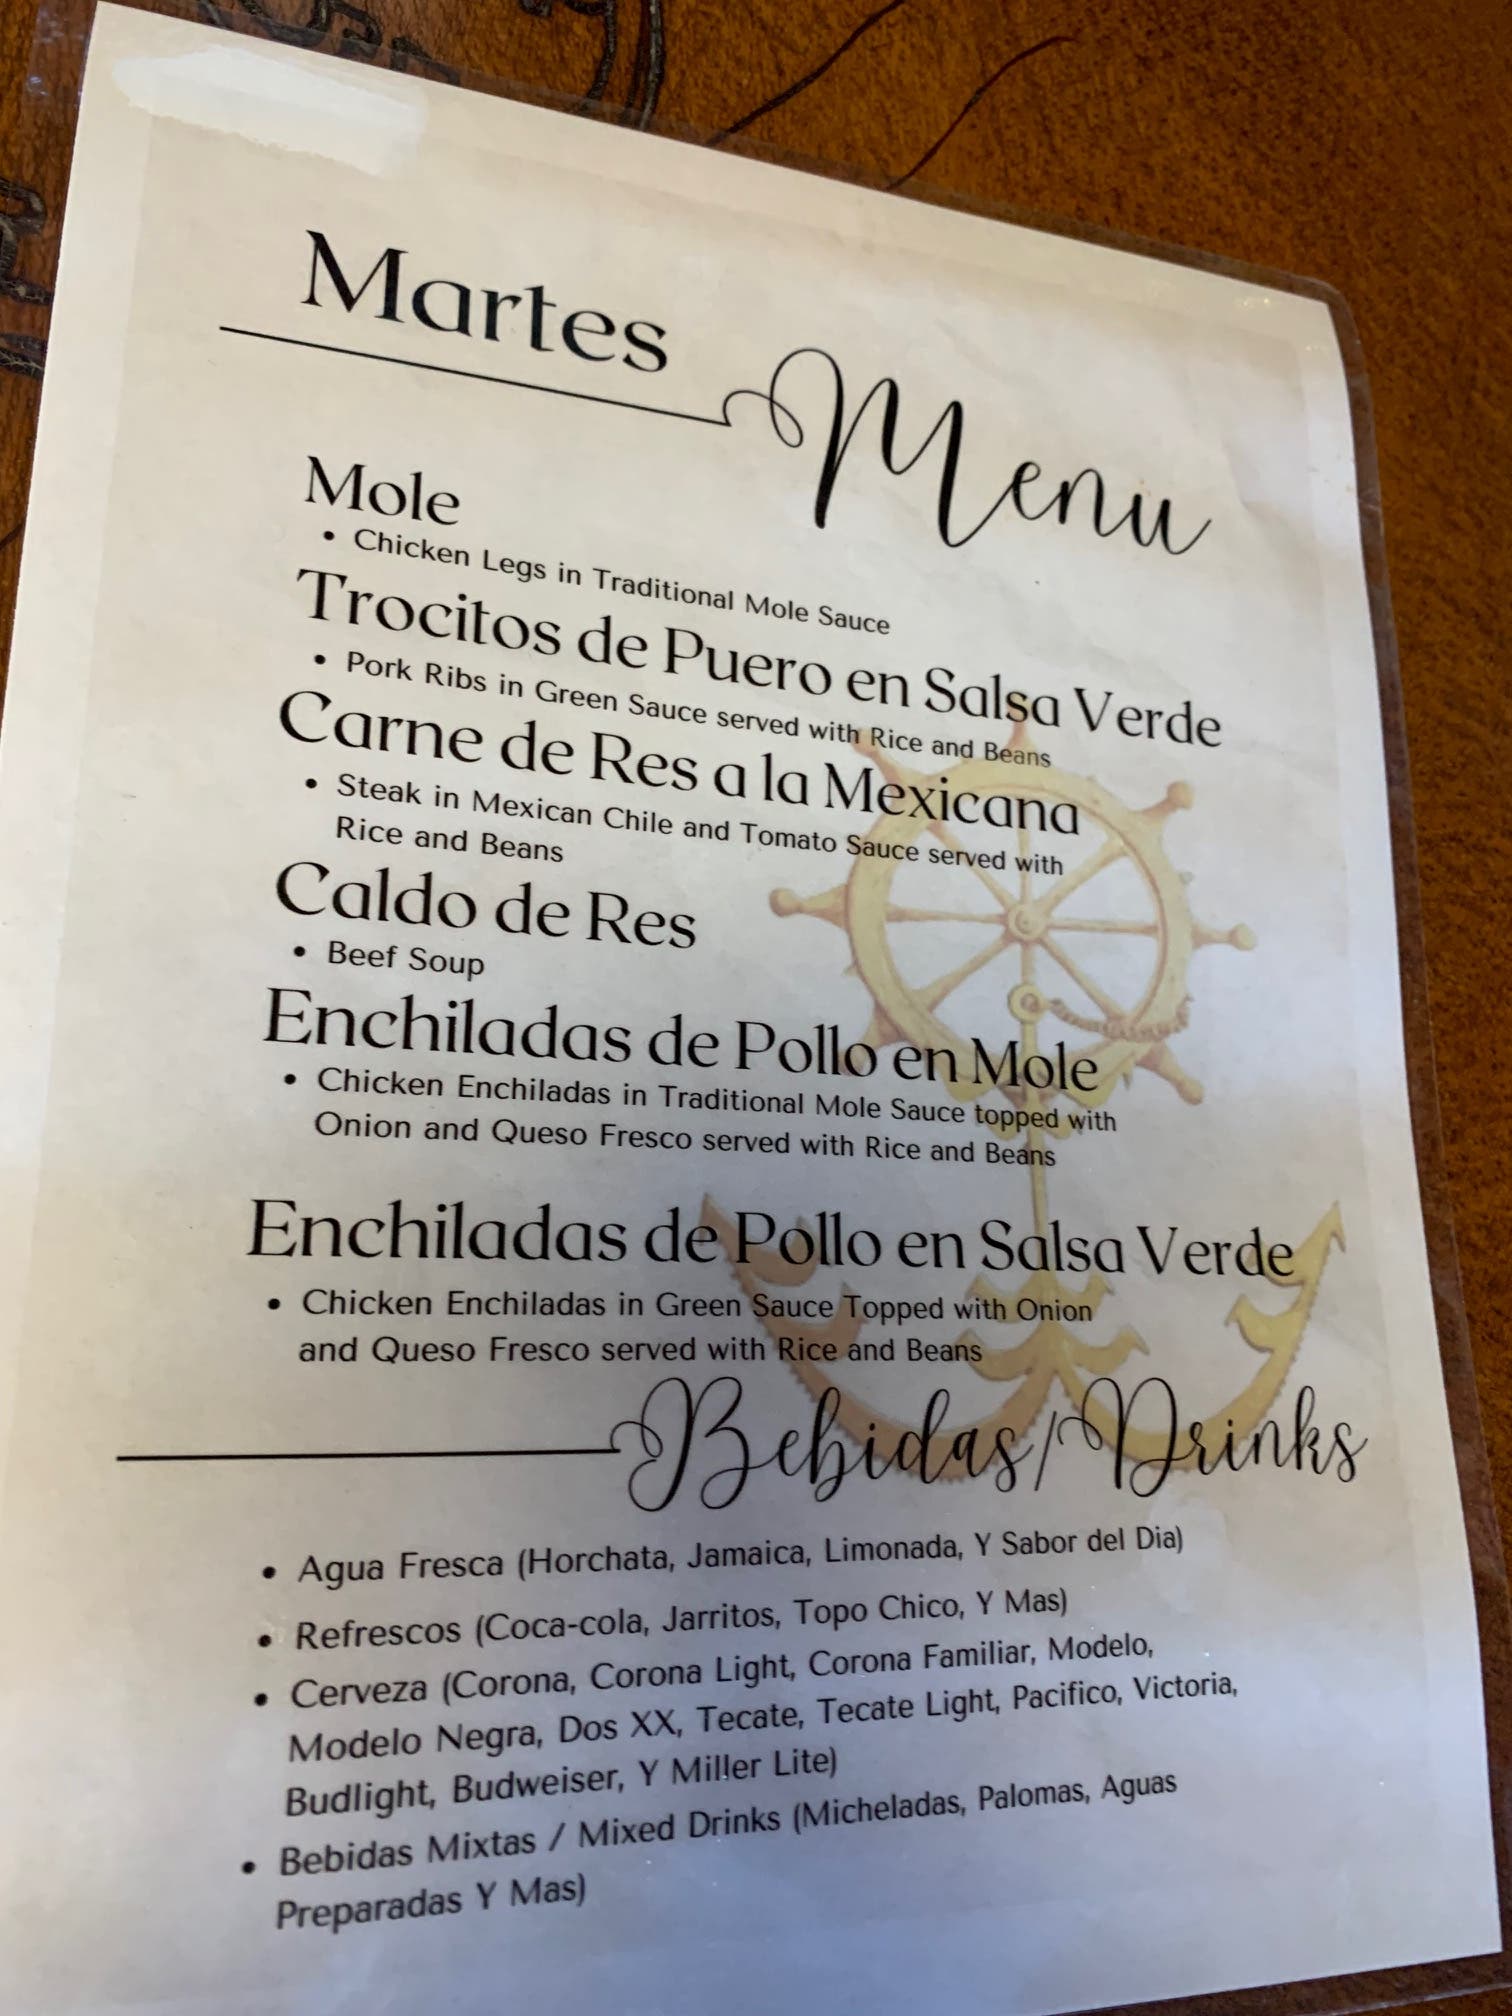 Martes
Menu
Mole
• Chicken Legs in Traditional Mole Sauce
Trocitos de Puero en Salsa Verde
• Pork Ribs in Green Sauce served with Rice and Beans
Carne de Res a la Mexicana
• Steak in Mexican Chile and Tomato Sauce served with
Rice and Beans
Caldo de Res
• Beef Soup
Enchiladas de Pollo en Mole
• Chicken Enchiladas in Traditional Mole Sauce topped with
Onion and Queso Fresco served with Rice and Beans
Enchiladas de Pollo en Salsa Verde
• Chicken Enchiladas in Green Sauce Topped with Onion
and Queso Fresco served with Rice and Beans
Bebidas/Drinks
• Agua Fresca (Horchata, Jamaica, Limonada, Y Sabor del Dia)
• Refrescos (Coca-cola, Jarritos, Topo Chico, Y Mas)
• Cerveza (Corona, Corona Light, Corona Familiar, Modelo,
Modelo Negra, Dos XX, Tecate, Tecate Light, Pacifico, Victoria,
Budlight, Budweiser, Y Miller Lite)
• Bebidas Mixtas / Mixed Drinks (Micheladas, Palomas, Aguas
Preparadas Y Mas)